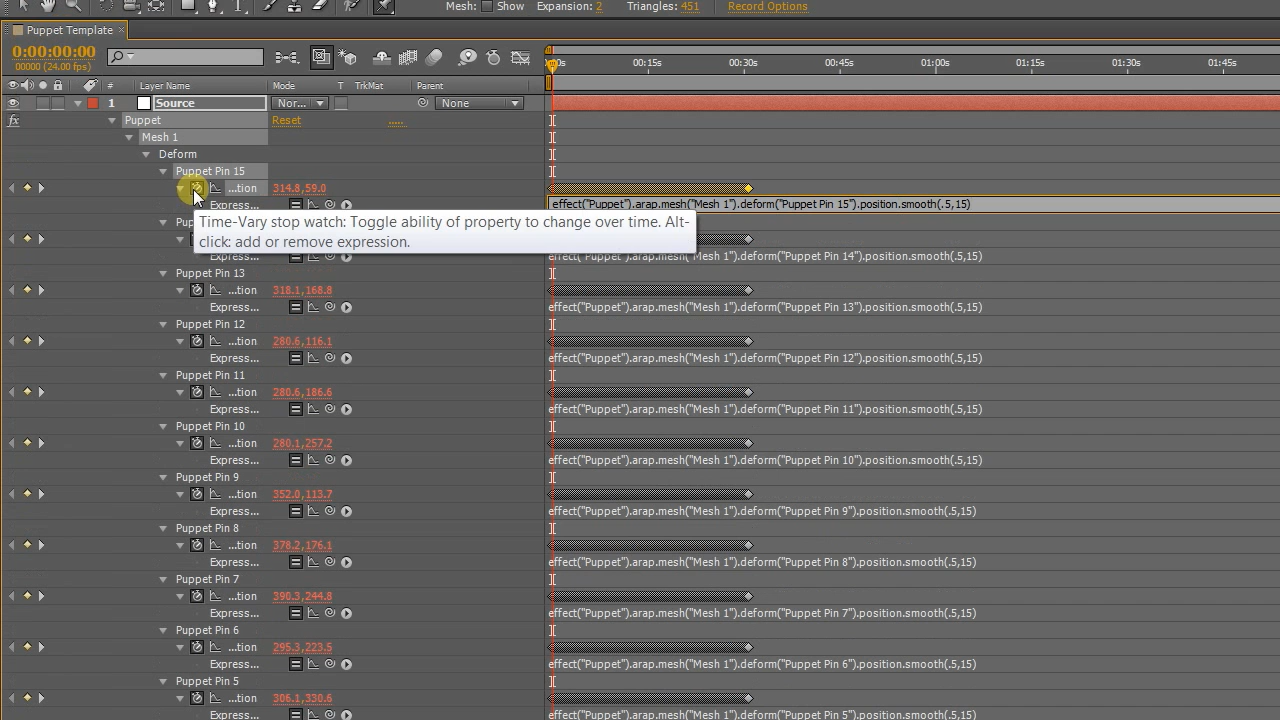 Mesh: Show Expansion: 2 Triangles: 451 Record Options
Puppet Template ×
0:00:00:00
00000 (24.00 fps)
00:15s 00:30s 00:45s 01:00s 01:15s 01:30s 01:45s
# Layer Name Mode T TrkMat Parent
1 Source Nor... None
fx Puppet Reset .....
Mesh 1
Deform
Puppet Pin 15
...tion 314.8,59.0
Express... effect("Puppet").arap.mesh("Mesh 1").deform("Puppet Pin 15").position.smooth(.5,15)
Time-Vary stop watch: Toggle ability of property to change over time. Alt-
click: add or remove expression.
Express... effect("Puppet").arap.mesh("Mesh 1").deform("Puppet Pin 14").position.smooth(.5,15)
Puppet Pin 13
...tion 318.1,168.8
Express... effect("Puppet").arap.mesh("Mesh 1").deform("Puppet Pin 13").position.smooth(.5,15)
Puppet Pin 12
...tion 280.6,116.1
Express... effect("Puppet").arap.mesh("Mesh 1").deform("Puppet Pin 12").position.smooth(.5,15)
Puppet Pin 11
...tion 280.6,186.6
Express... effect("Puppet").arap.mesh("Mesh 1").deform("Puppet Pin 11").position.smooth(.5,15)
Puppet Pin 10
...tion 280.1,257.2
Express... effect("Puppet").arap.mesh("Mesh 1").deform("Puppet Pin 10").position.smooth(.5,15)
Puppet Pin 9
...tion 352.0,113.7
Express... effect("Puppet").arap.mesh("Mesh 1").deform("Puppet Pin 9").position.smooth(.5,15)
Puppet Pin 8
...tion 378.2,176.1
Express... effect("Puppet").arap.mesh("Mesh 1").deform("Puppet Pin 8").position.smooth(.5,15)
Puppet Pin 7
...tion 390.3,244.8
Express... effect("Puppet").arap.mesh("Mesh 1").deform("Puppet Pin 7").position.smooth(.5,15)
Puppet Pin 6
...tion 295.3,223.5
Express... effect("Puppet").arap.mesh("Mesh 1").deform("Puppet Pin 6").position.smooth(.5,15)
Puppet Pin 5
...tion 306.1,330.6
Express... effect("Puppet").arap.mesh("Mesh 1").deform("Puppet Pin 5").position.smooth(.5,15)